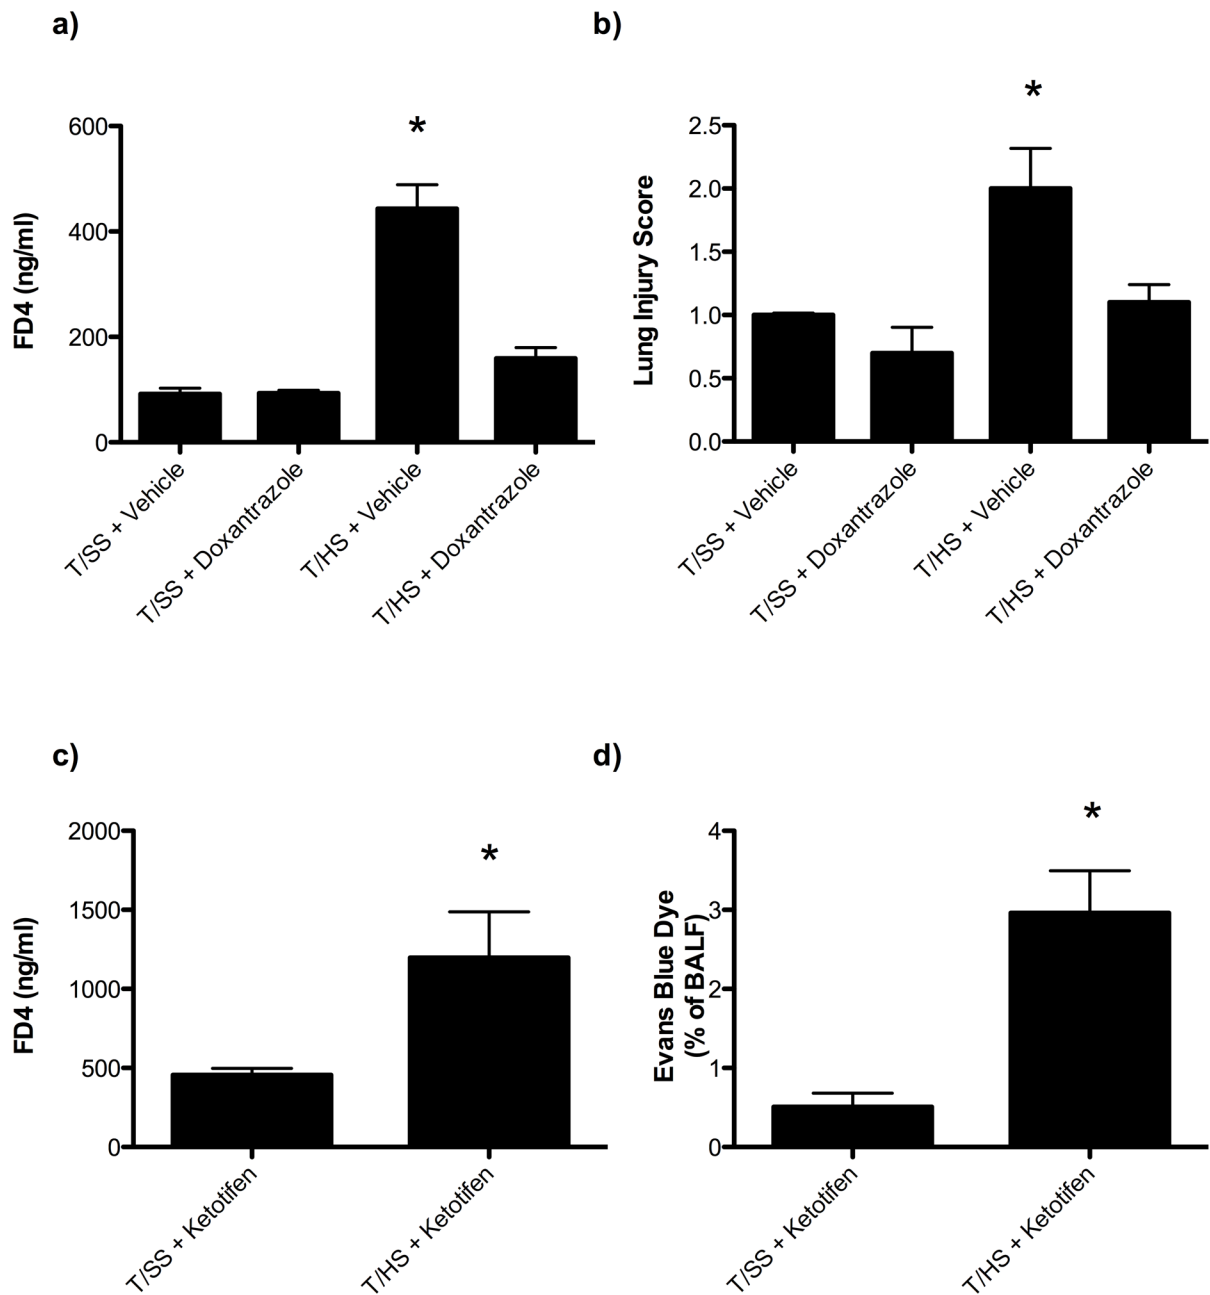 a)
FD4 (ng/ml)
600
400
200
0
*
T/SS + Vehicle
T/SS + Doxantrazole
T/HS + Vehicle
T/HS + Doxantrazole
b)
Lung Injury Score
2.5
2.0
1.5
1.0
0.5
0.0
*
T/SS + Vehicle
T/SS + Doxantrazole
T/HS + Vehicle
T/HS + Doxantrazole
c)
FD4 (ng/ml)
2000
1500
1000
500
0
*
T/SS + Ketotifen
T/HS + Ketotifen
d)
Evans Blue Dye
(% of BALF)
4
3
2
1
0
*
T/SS + Ketotifen
T/HS + Ketotifen